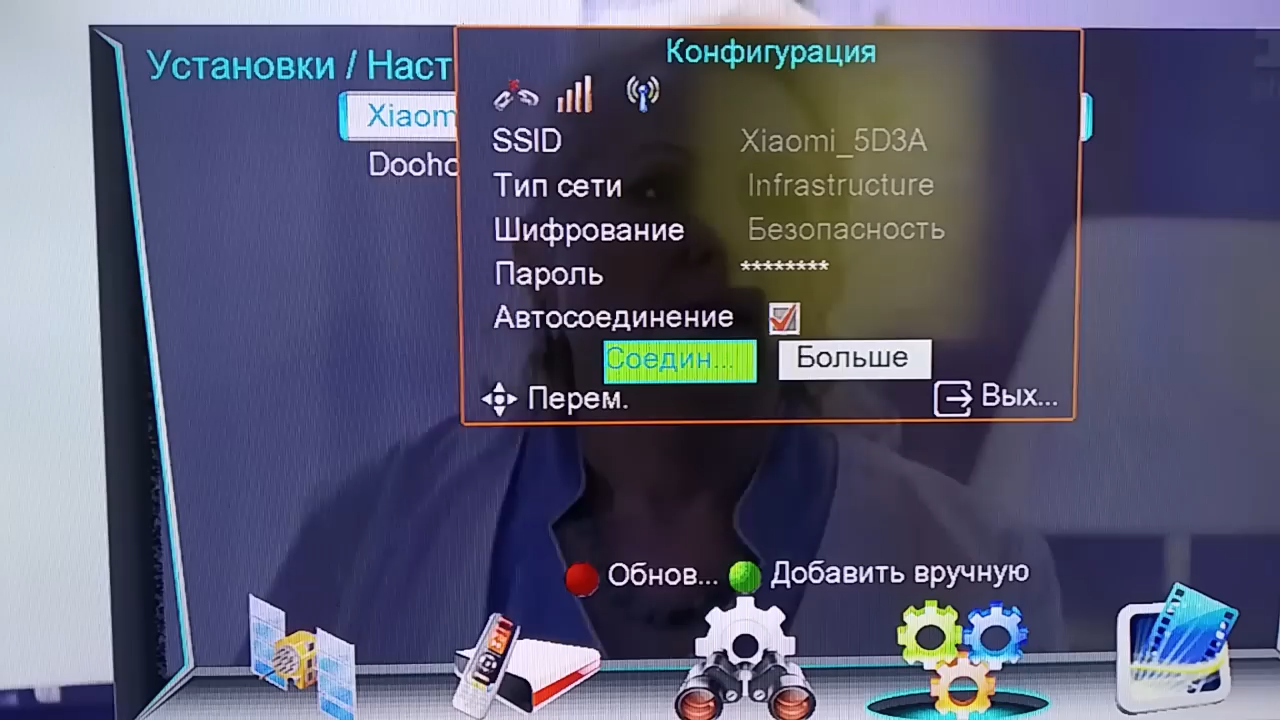 Установки / Наст
Конфигурация
Xiaom
Dooho
SSID Xiaomi_5D3A
Тип сети Infrastructure
Шифрование Безопасность
Пароль ********
Автосоединение
Соедин... Больше
Перем. Вых...
Обнов... Добавить вручную